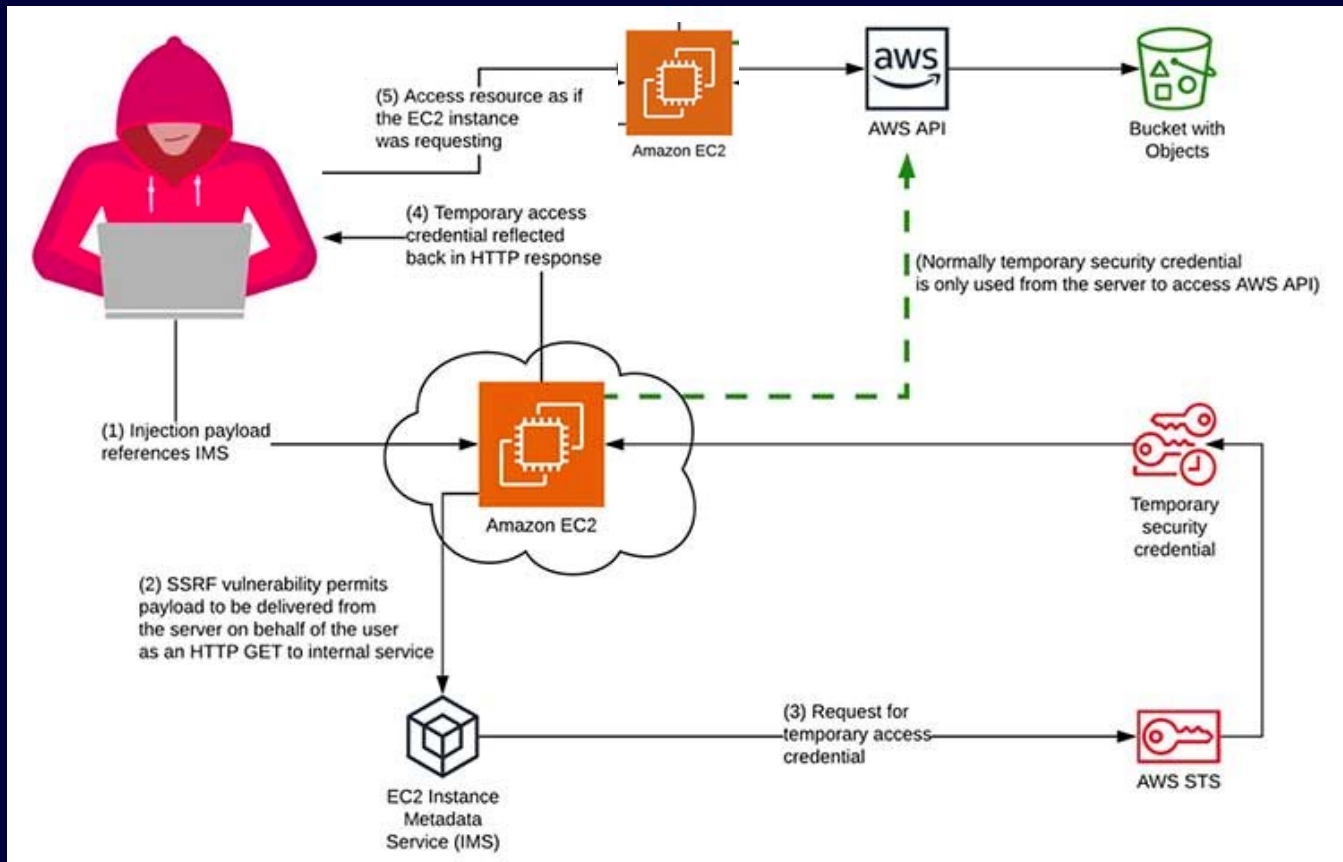 (5) Access resource as if
the EC2 instance
was requesting
Amazon EC2
aws
AWS API
Bucket with
Objects
(4) Temporary access
credential reflected
back in HTTP response
(Normally temporary security credential
is only used from the server to access AWS API)
(1) Injection payload
references IMS
Amazon EC2
Temporary
security
credential
(2) SSRF vulnerability permits
payload to be delivered from
the server on behalf of the user
as an HTTP GET to internal service
(3) Request for
temporary access
credential
AWS STS
EC2 Instance
Metadata
Service (IMS)